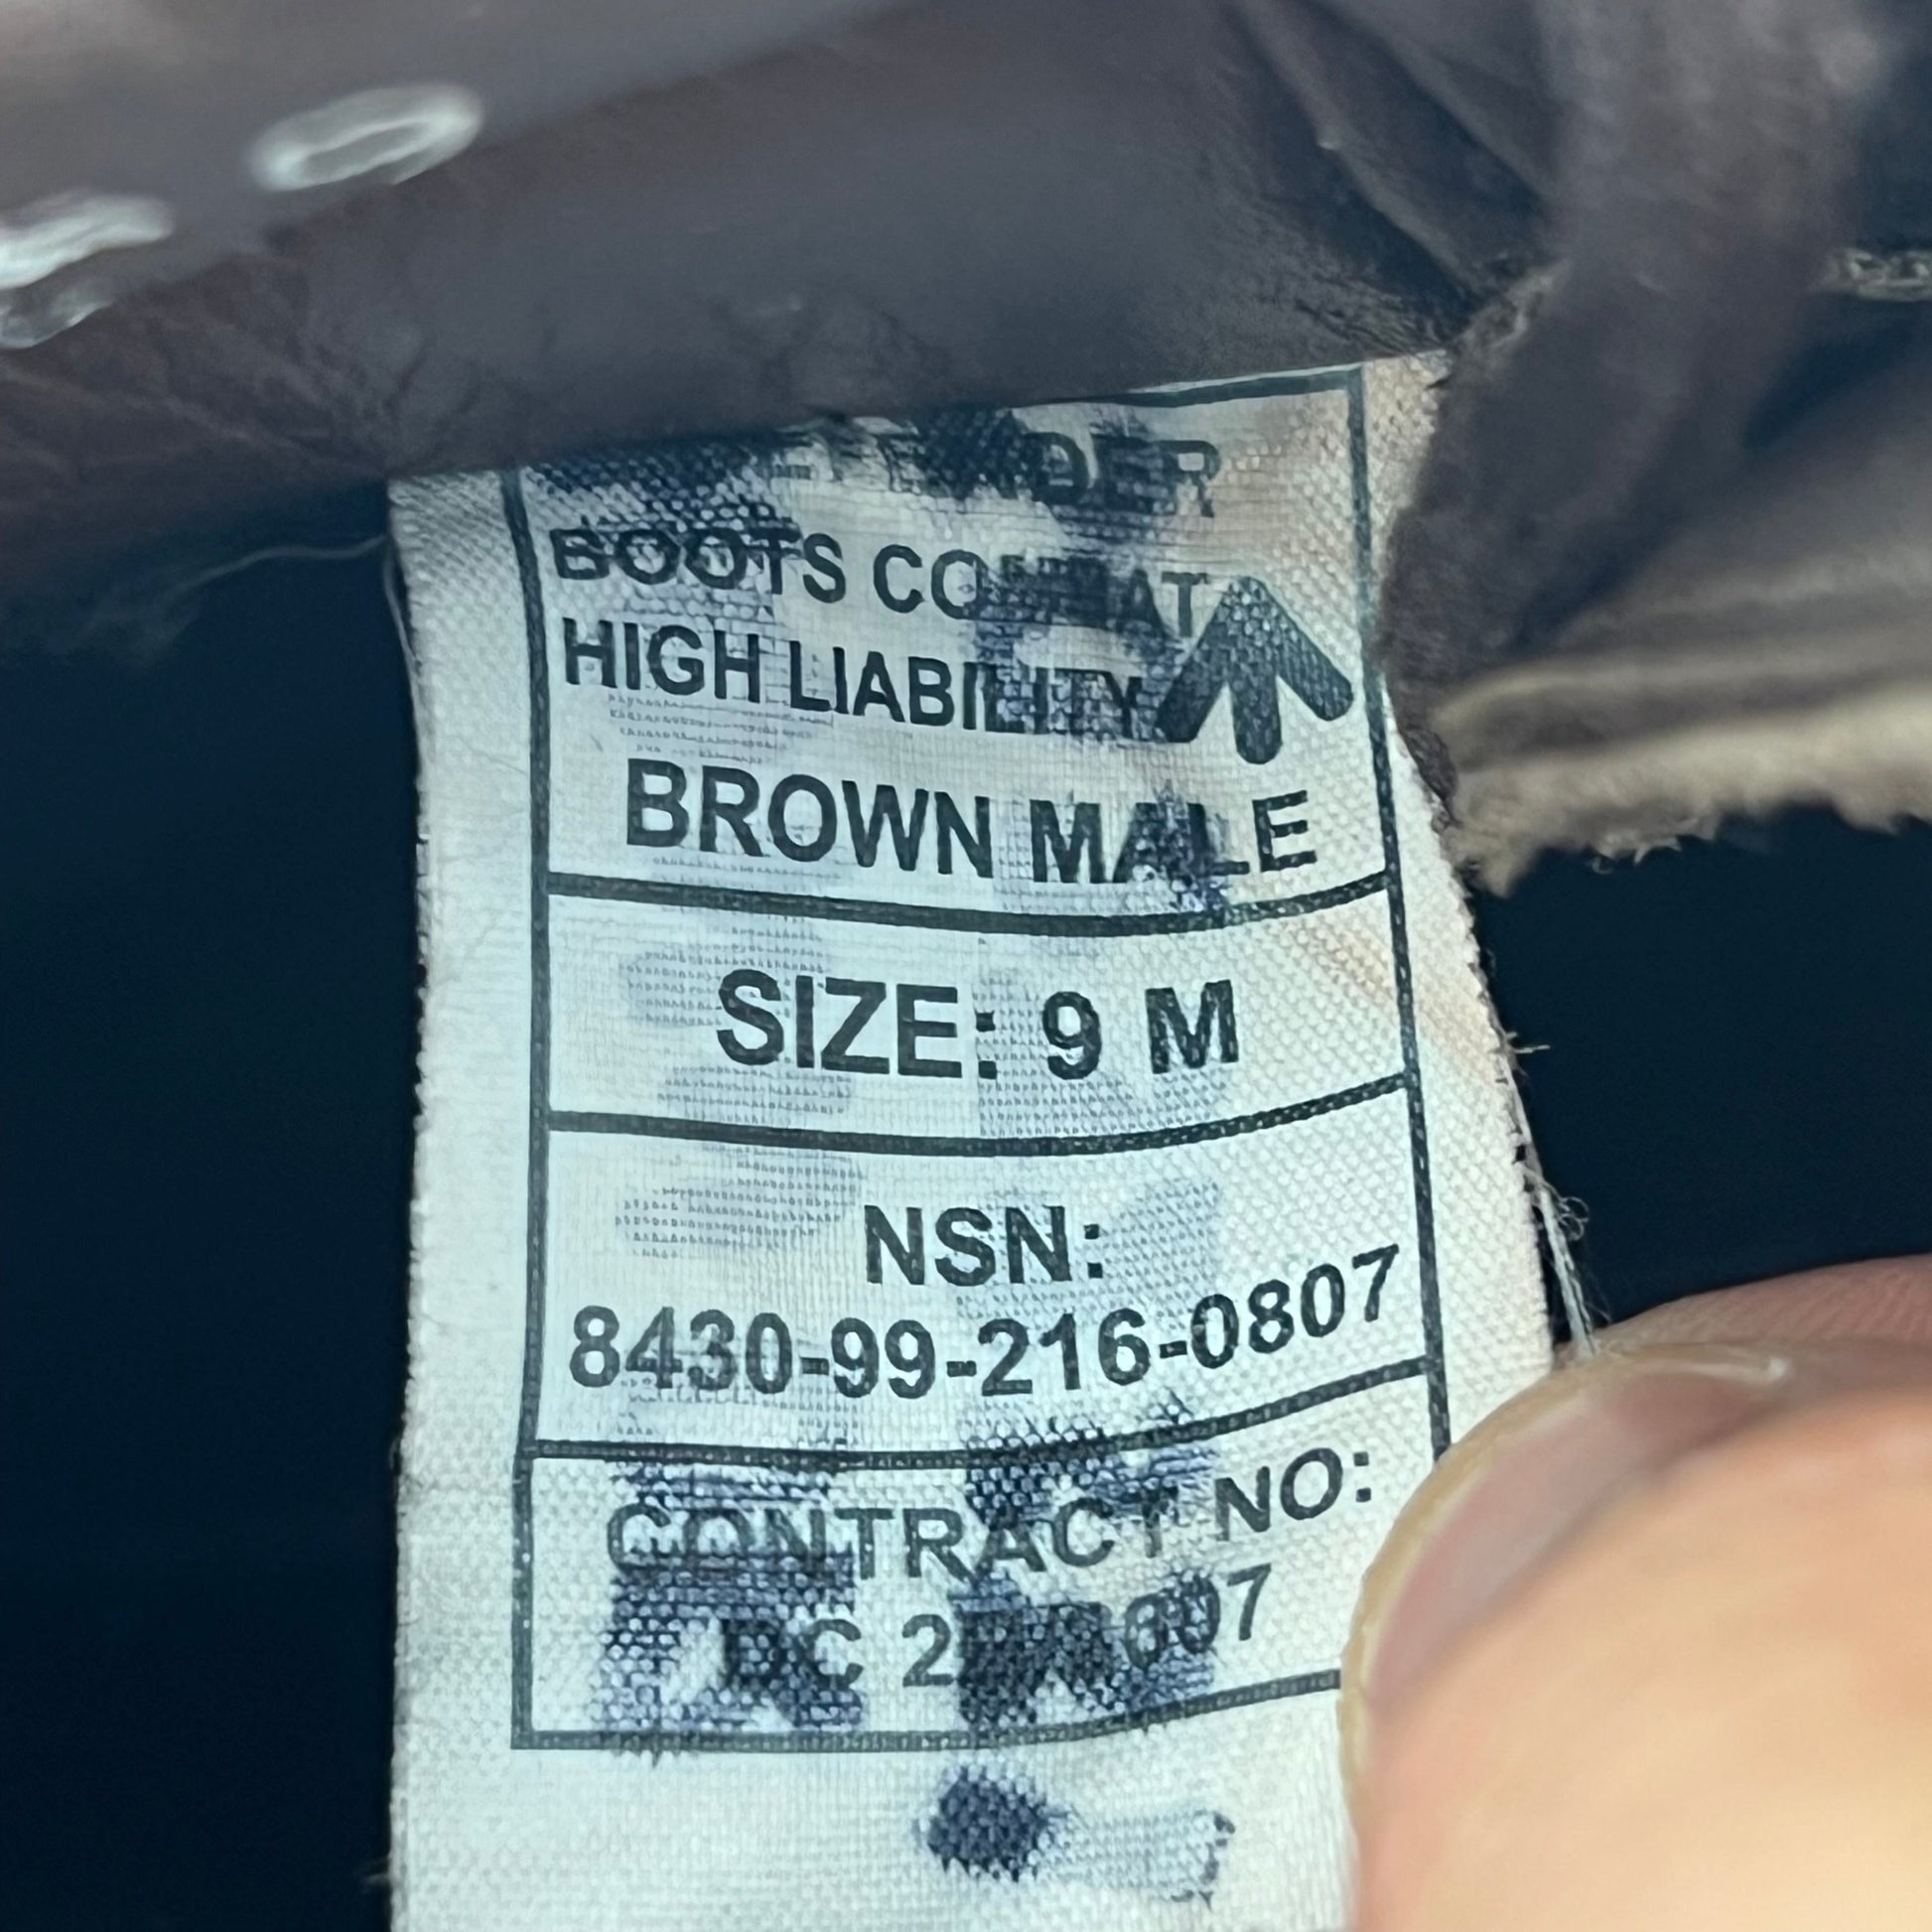 BOOTS COMBAT
HIGH LIABILITY
BROWN MALE
SIZE: 9 M
NSN:
8430-99-216-0807
CONTRACT NO: